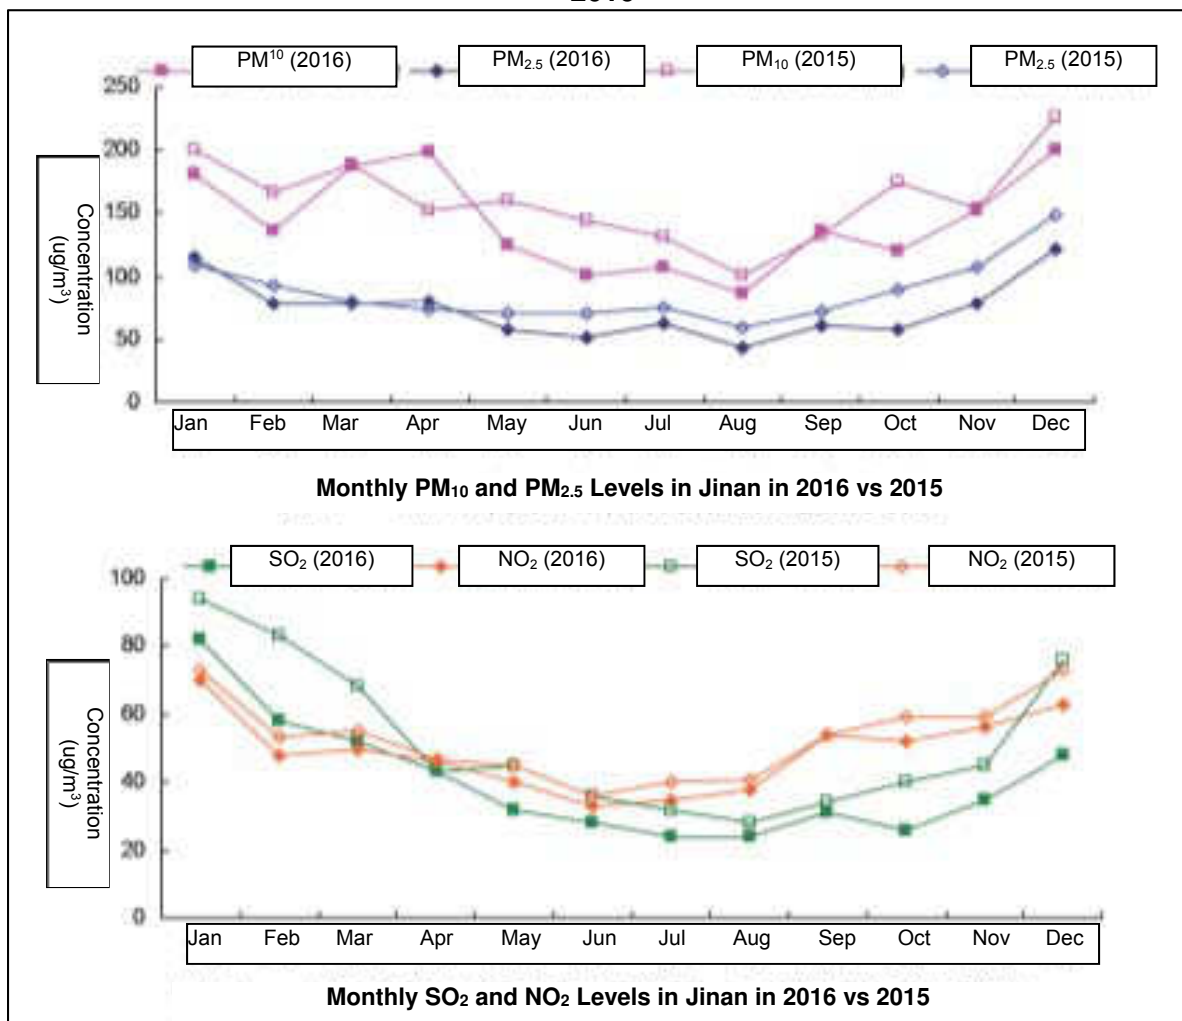 2016
PM¹⁰ (2016) PM₂.₅ (2016) PM₁₀ (2015) PM₂.₅ (2015)
250
200
150
100
50
0
Concentration
(ug/m³)
Jan Feb Mar Apr May Jun Jul Aug Sep Oct Nov Dec
Monthly PM₁₀ and PM₂.₅ Levels in Jinan in 2016 vs 2015
SO₂ (2016) NO₂ (2016) SO₂ (2015) NO₂ (2015)
100
80
60
40
20
0
Concentration
(ug/m³)
Jan Feb Mar Apr May Jun Jul Aug Sep Oct Nov Dec
Monthly SO₂ and NO₂ Levels in Jinan in 2016 vs 2015